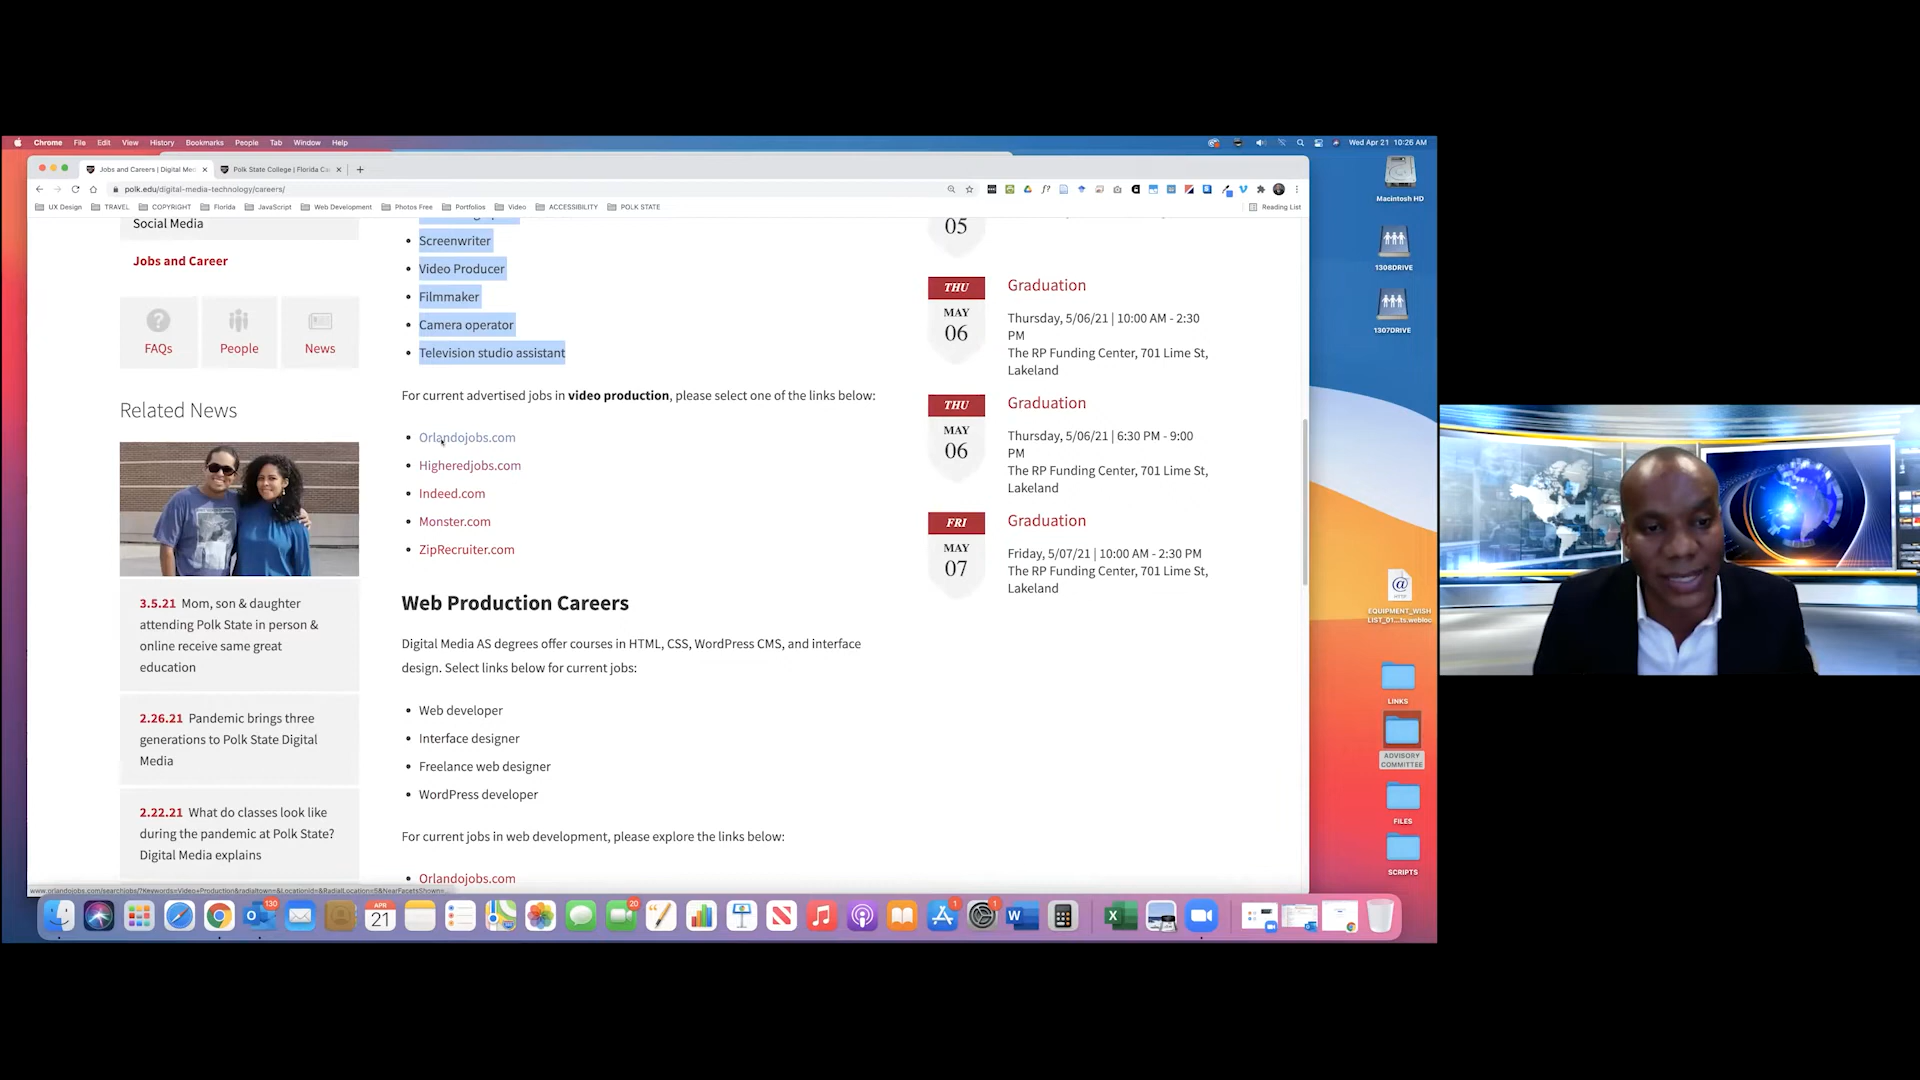 Chrome File Edit View History Bookmarks People Tab Window Help
Wed Apr 21 10:26 AM
Jobs and Careers | Digital Med
Polk State College | Florida Co
polk.edu/digital-media-technology/careers/
UX Design TRAVEL COPYRIGHT Florida JavaScript Web Development Photos Free Portfolios Video ACCESSIBILITY POLK STATE
Reading List
Social Media
Jobs and Career
FAQs
People
News
Related News
3.5.21 Mom, son & daughter
attending Polk State in person &
online receive same great
education
2.26.21 Pandemic brings three
generations to Polk State Digital
Media
2.22.21 What do classes look like
during the pandemic at Polk State?
Digital Media explains
Screenwriter
Video Producer
Filmmaker
Camera operator
Television studio assistant
For current advertised jobs in video production, please select one of the links below:
Orlandojobs.com
Higheredjobs.com
Indeed.com
Monster.com
ZipRecruiter.com
Web Production Careers
Digital Media AS degrees offer courses in HTML, CSS, WordPress CMS, and interface
design. Select links below for current jobs:
Web developer
Interface designer
Freelance web designer
WordPress developer
For current jobs in web development, please explore the links below:
Orlandojobs.com
05
THU
MAY
06
Graduation
Thursday, 5/06/21 | 10:00 AM - 2:30
PM
The RP Funding Center, 701 Lime St,
Lakeland
THU
MAY
06
Graduation
Thursday, 5/06/21 | 6:30 PM - 9:00
PM
The RP Funding Center, 701 Lime St,
Lakeland
FRI
MAY
07
Graduation
Friday, 5/07/21 | 10:00 AM - 2:30 PM
The RP Funding Center, 701 Lime St,
Lakeland
Macintosh HD
1308DRIVE
1307DRIVE
HTTP
EQUIPMENT_WISH
LIST_01...ts.webloc
LINKS
ADVISORY
COMMITTEE
FILES
SCRIPTS
130
APR
21
20
1
1